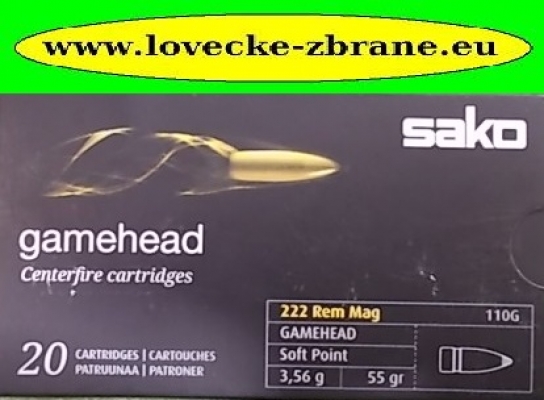 www.lovecke-zbrane.eu
sako
gamehead
Centerfire cartridges
222 Rem Mag 110G
GAMEHEAD
Soft Point
3,56 g 55 gr
20 CARTRIDGES | CARTOUCHES
PATRUUNAA | PATRONER